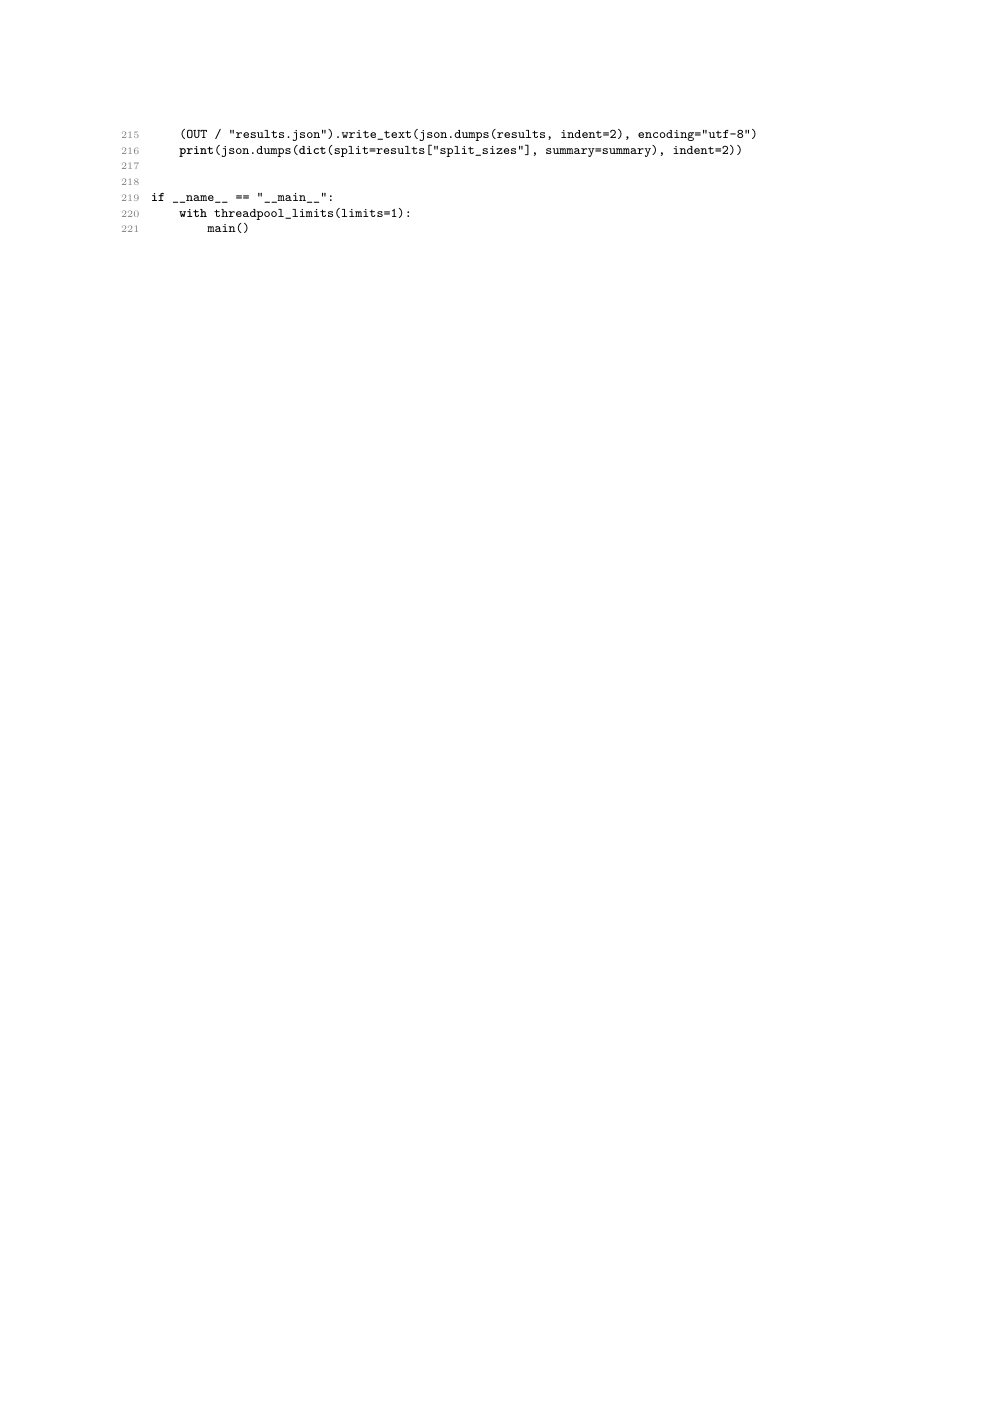 215 (OUT / "results.json").write_text(json.dumps(results, indent=2), encoding="utf-8")
216 print(json.dumps(dict(split=results["split_sizes"], summary=summary), indent=2))
217
218
219 if __name__ == "__main__":
220 with threadpool_limits(limits=1):
221 main()